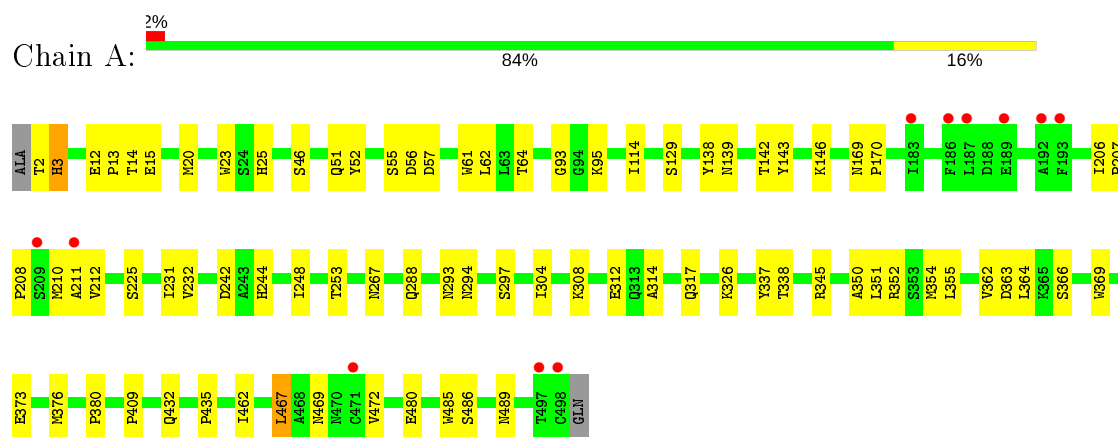 2%
Chain A:
84% 16%
ALA T2 H3 E12 P13 T14 E15 M20 W23 S24 H25 S46 Q51 Y52 S55 D56 D57 W61 L62 L63 T64 G93 G94 K95 I114 S129 Y138 N139 T142 Y143 K146 N169 P170 I183 F186 L187 D188 E189 A192 F193 I206 P207
P208 S209 M210 A211 V212 S225 I231 V232 D242 A243 H244 I248 T253 N267 Q288 N293 N294 S297 I304 K308 E312 Q313 A314 Q317 K326 Y337 T338 R345 A350 L351 R352 S353 M354 L355 V362 D363 L364 K365 S366 W369
E373 M376 P380 P409 Q432 P435 I462 L467 A468 N469 N470 C471 V472 E480 W485 S486 N489 T497 C498 GLN